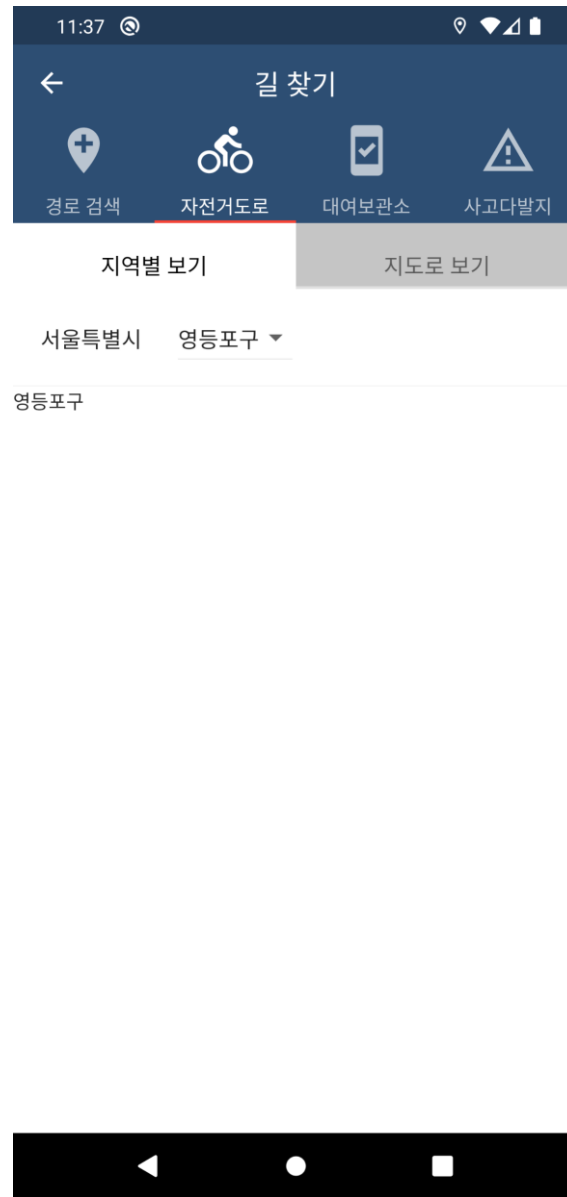 11:37
길 찾기
경로 검색 자전거도로 대여보관소 사고다발지
지역별 보기 지도로 보기
서울특별시 영등포구
영등포구